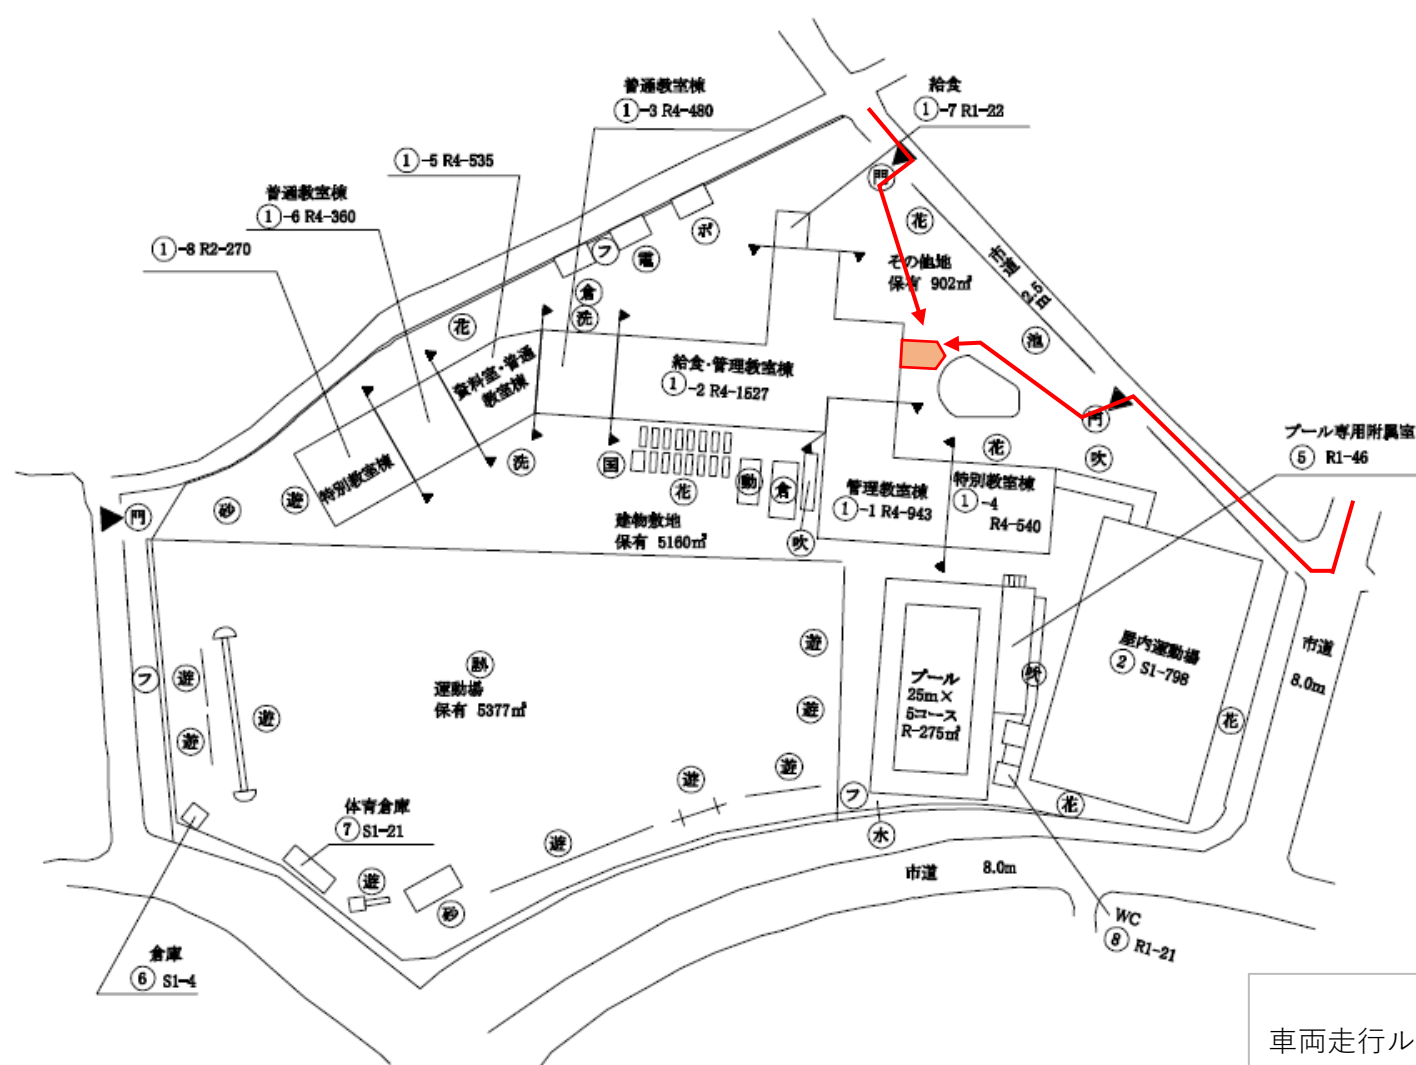 普通教室棟
①-3 R4-480
給食
①-7 R1-22
①-5 R4-535
普通教室棟
①-6 R4-360
①-8 R2-270
門
花
ポ
電
フ
倉
洗
花
その他地
保有 902㎡
市道
2.5m
池
資料室・普通
教室棟
給食・管理教室棟
①-2 R4-1527
門
花
吹
プール専用附属室
⑤ R1-46
特別教室棟
洗
国
花
動
倉
吹
管理教室棟
①-1 R4-943
特別教室棟
①-4
R4-540
砂
遊
門
建物敷地
保有 5160㎡
フ
遊
遊
遊
運動場
保有 5377㎡
遊
遊
遊
遊
遊
プール
25m×
5コース
R-275㎡
吹
屋内運動場
② S1-798
市道
8.0m
花
花
フ
水
体育倉庫
⑦ S1-21
遊
砂
市道 8.0m
WC
⑧ R1-21
倉庫
⑥ S1-4
車両走行ル